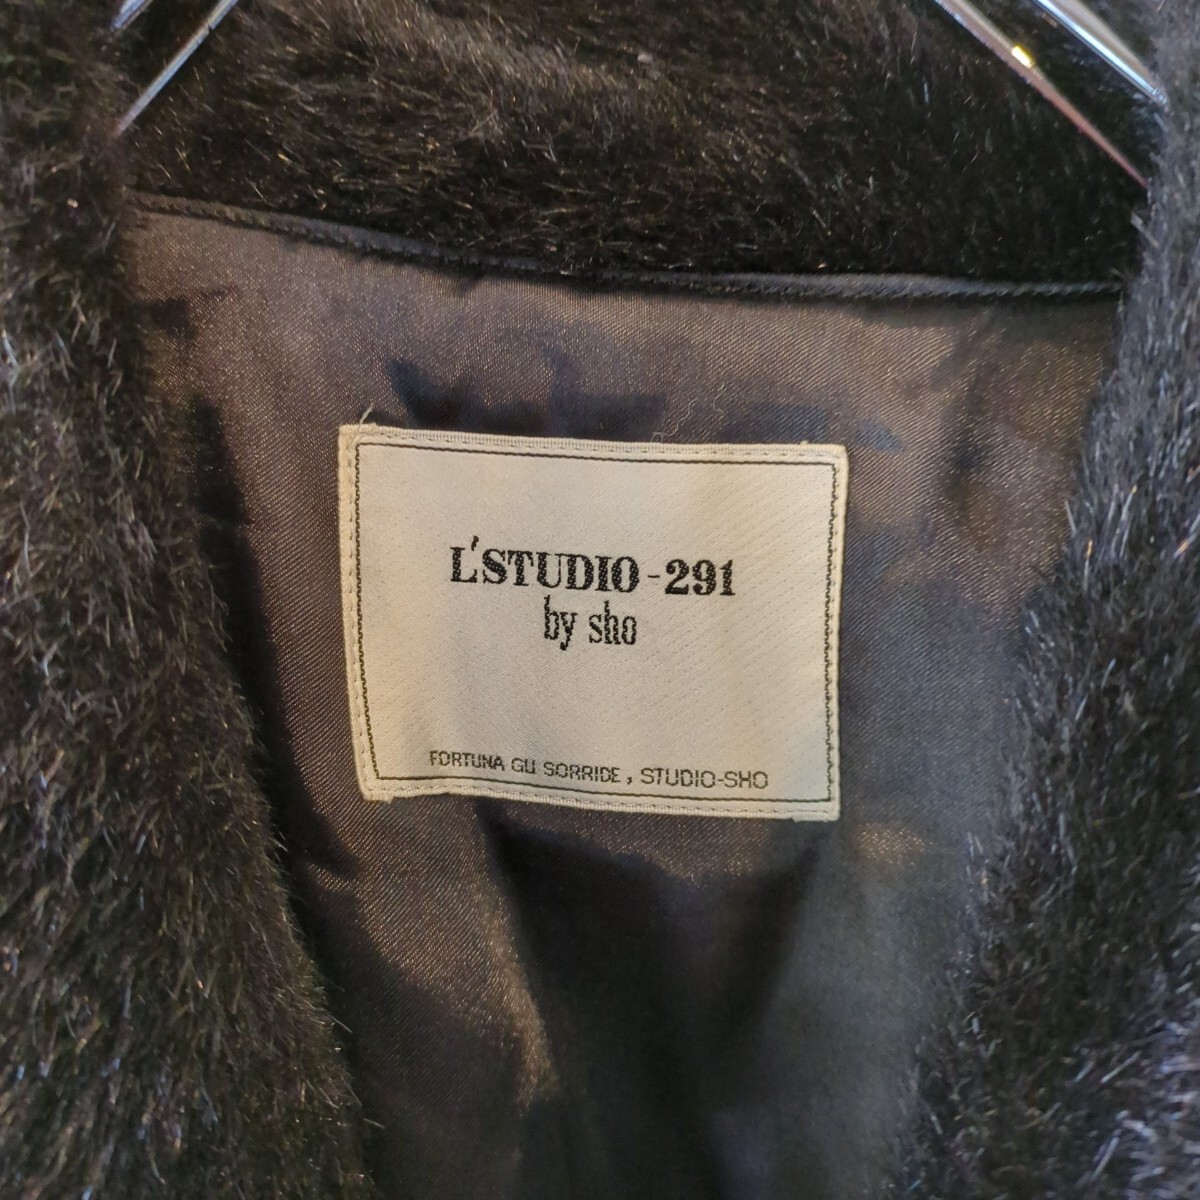 L'STUDIO-291
by sho
FORTUNA GLI SORRIDE, STUDIO-SHO